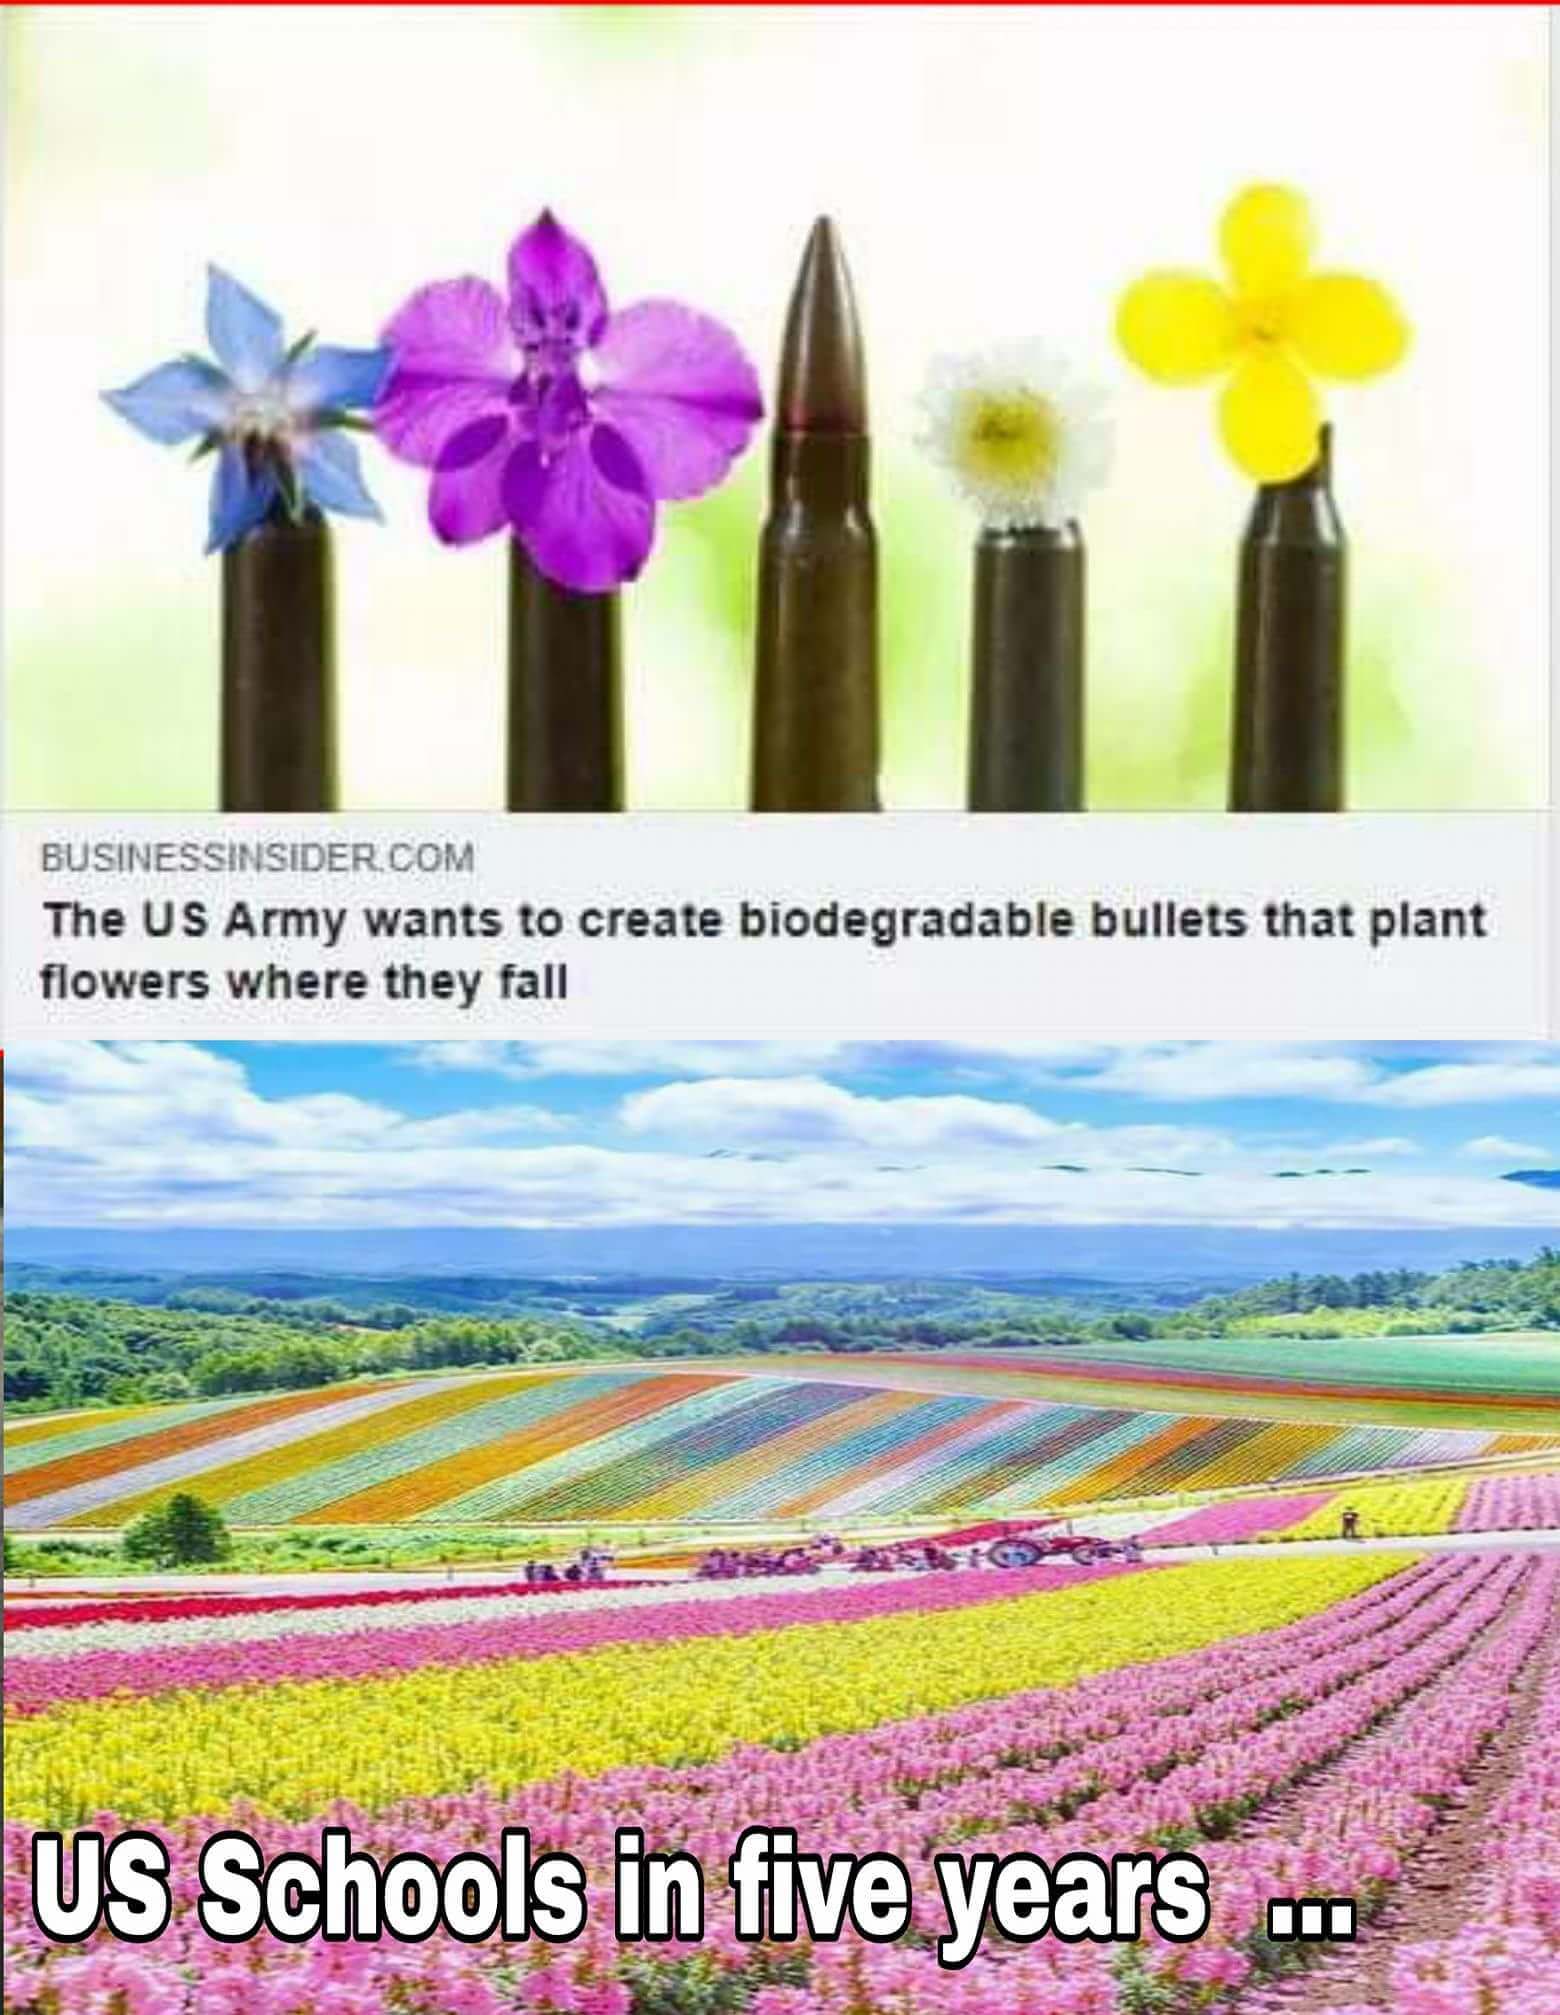 BUSINESSINSIDER.COM
The US Army wants to create biodegradable bullets that plant
flowers where they fall
US Schools in five years ...